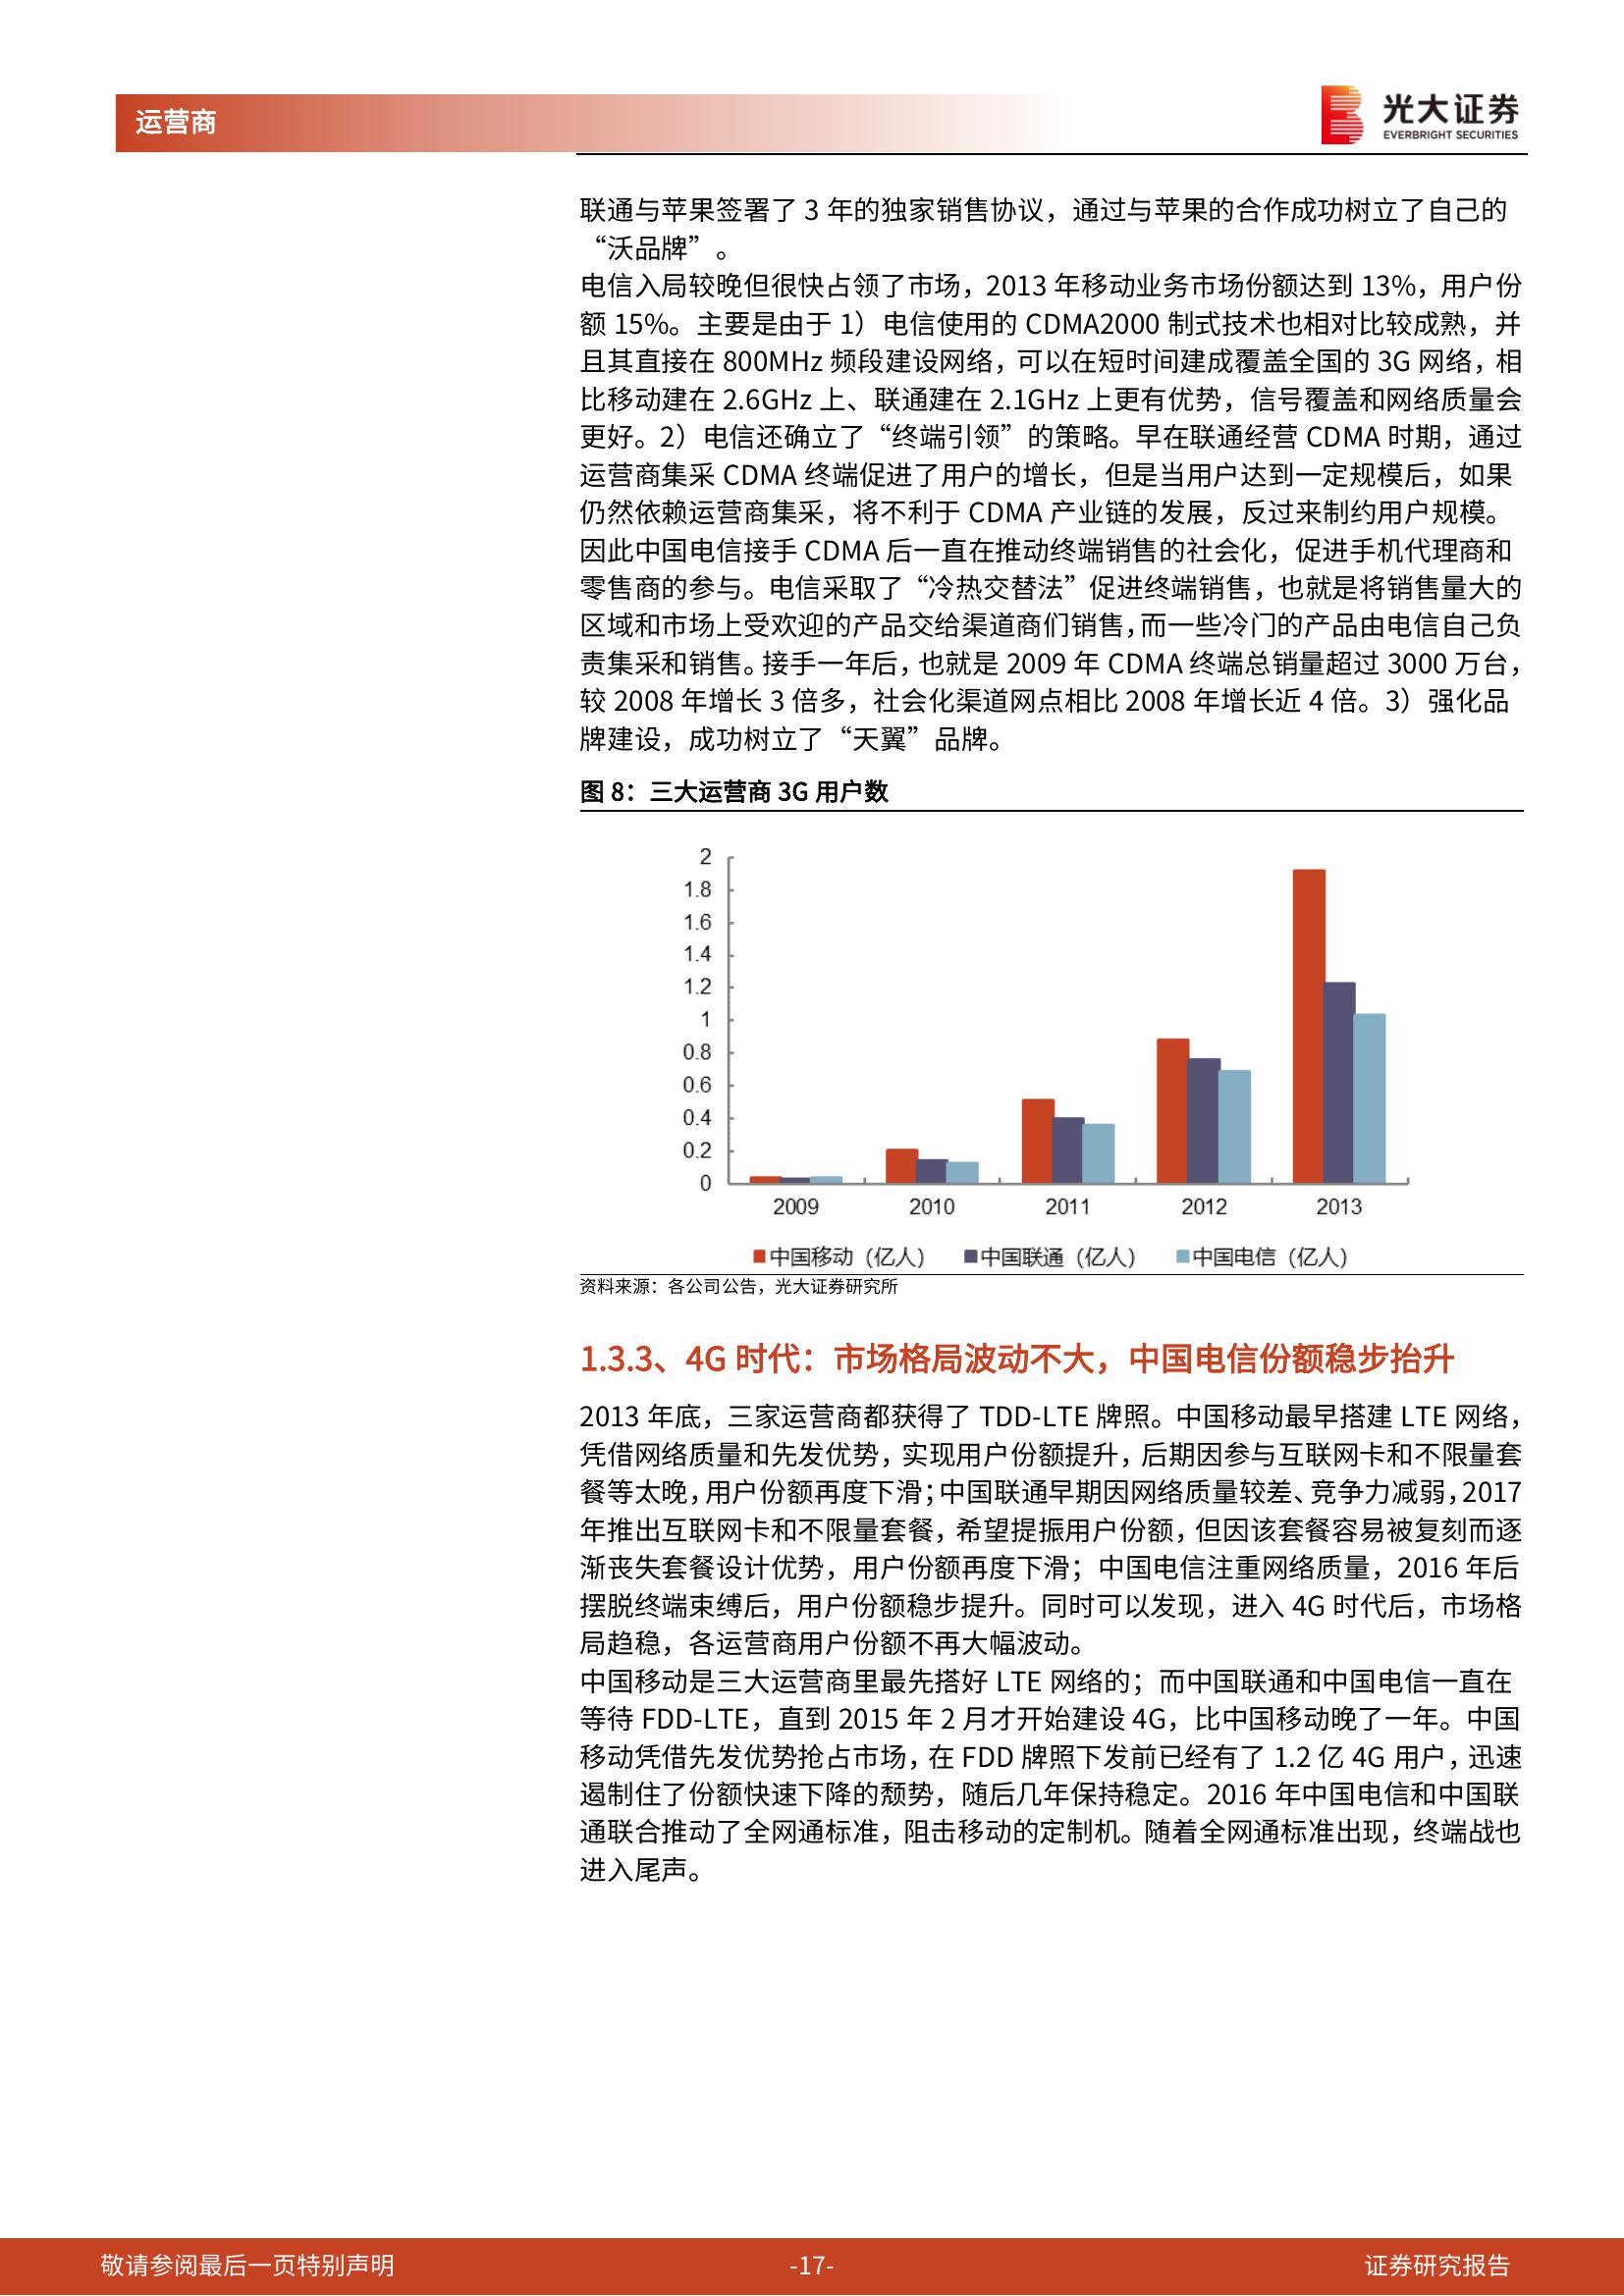 运营商
光大证券
EVERBRIGHT SECURITIES
联通与苹果签署了 3 年的独家销售协议，通过与苹果的合作成功树立了自己的
“沃品牌”。
电信入局较晚但很快占领了市场，2013 年移动业务市场份额达到 13%，用户份
额 15%。主要是由于 1）电信使用的 CDMA2000 制式技术也相对比较成熟，并
且其直接在 800MHz 频段建设网络，可以在短时间建成覆盖全国的 3G 网络，相
比移动建在 2.6GHz 上、联通建在 2.1GHz 上更有优势，信号覆盖和网络质量会
更好。2）电信还确立了“终端引领”的策略。早在联通经营 CDMA 时期，通过
运营商集采 CDMA 终端促进了用户的增长，但是当用户达到一定规模后，如果
仍然依赖运营商集采，将不利于 CDMA 产业链的发展，反过来制约用户规模。
因此中国电信接手 CDMA 后一直在推动终端销售的社会化，促进手机代理商和
零售商的参与。电信采取了“冷热交替法”促进终端销售，也就是将销售量大的
区域和市场上受欢迎的产品交给渠道商们销售，而一些冷门的产品由电信自己负
责集采和销售。接手一年后，也就是 2009 年 CDMA 终端总销量超过 3000 万台，
较 2008 年增长 3 倍多，社会化渠道网点相比 2008 年增长近 4 倍。3）强化品
牌建设，成功树立了“天翼”品牌。
图 8：三大运营商 3G 用户数
2
1.8
1.6
1.4
1.2
1
0.8
0.6
0.4
0.2
0
2009 2010 2011 2012 2013
中国移动（亿人） 中国联通（亿人） 中国电信（亿人）
资料来源：各公司公告，光大证券研究所
1.3.3、4G 时代：市场格局波动不大，中国电信份额稳步抬升
2013 年底，三家运营商都获得了 TDD-LTE 牌照。中国移动最早搭建 LTE 网络，
凭借网络质量和先发优势，实现用户份额提升，后期因参与互联网卡和不限量套
餐等太晚，用户份额再度下滑；中国联通早期因网络质量较差、竞争力减弱，2017
年推出互联网卡和不限量套餐，希望提振用户份额，但因该套餐容易被复刻而逐
渐丧失套餐设计优势，用户份额再度下滑；中国电信注重网络质量，2016 年后
摆脱终端束缚后，用户份额稳步提升。同时可以发现，进入 4G 时代后，市场格
局趋稳，各运营商用户份额不再大幅波动。
中国移动是三大运营商里最先搭好 LTE 网络的；而中国联通和中国电信一直在
等待 FDD-LTE，直到 2015 年 2 月才开始建设 4G，比中国移动晚了一年。中国
移动凭借先发优势抢占市场，在 FDD 牌照下发前已经有了 1.2 亿 4G 用户，迅速
遏制住了份额快速下降的颓势，随后几年保持稳定。2016 年中国电信和中国联
通联合推动了全网通标准，阻击移动的定制机。随着全网通标准出现，终端战也
进入尾声。
敬请参阅最后一页特别声明 -17- 证券研究报告